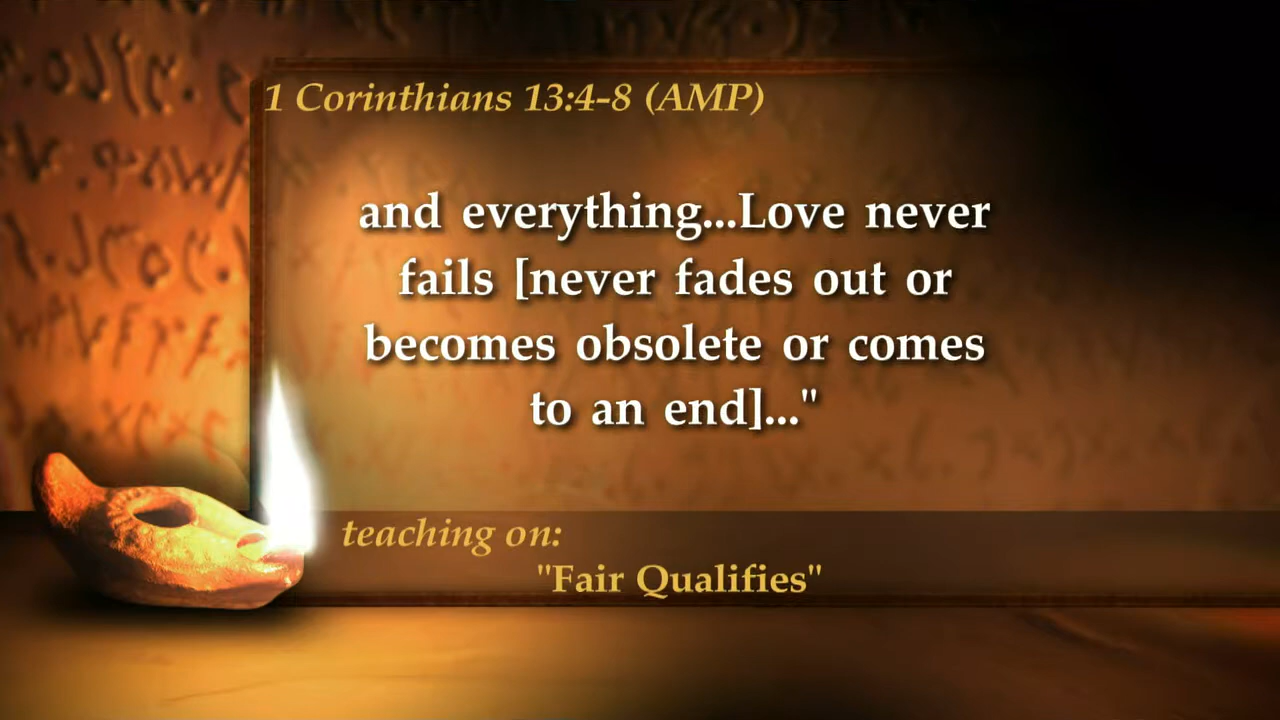 1 Corinthians 13:4-8 (AMP)
and everything...Love never
fails [never fades out or
becomes obsolete or comes
to an end]..."
teaching on:
"Fair Qualifies"